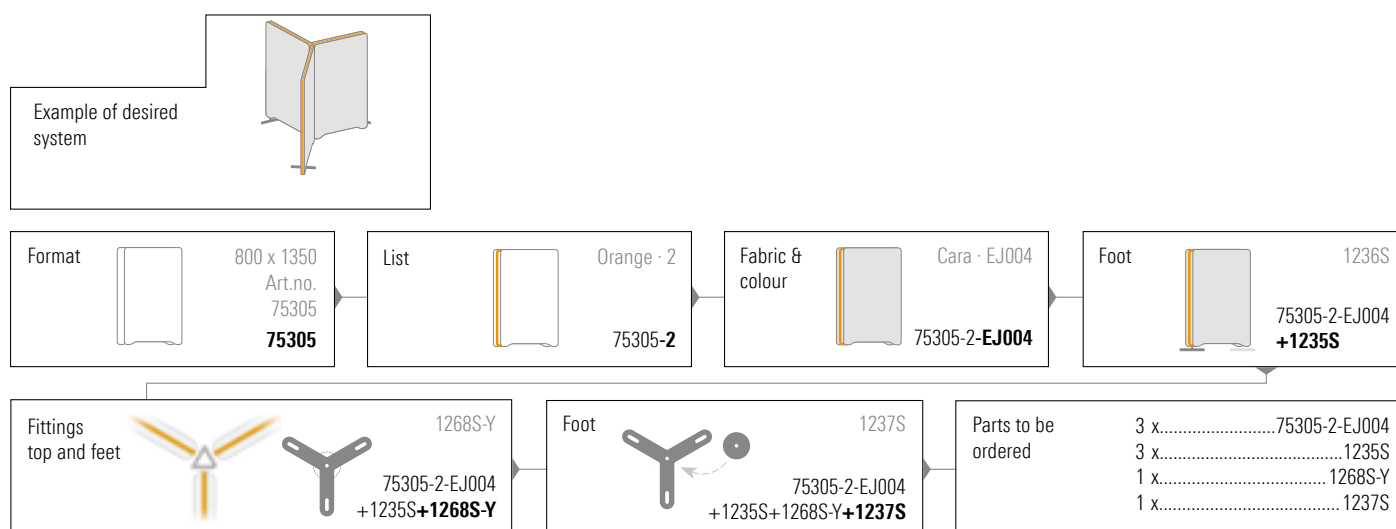 Example of desired
system
Format
800 x 1350
Art.no.
75305
75305
List
Orange · 2
75305-2
Fabric &
colour
Cara · EJ004
75305-2-EJ004
Foot
1236S
75305-2-EJ004
+1235S
Fittings
top and feet
1268S-Y
75305-2-EJ004
+1235S+1268S-Y
Foot
1237S
75305-2-EJ004
+1235S+1268S-Y+1237S
Parts to be
ordered
3 x..........................75305-2-EJ004
3 x.........................................1235S
1 x..................................... 1268S-Y
1 x........................................ 1237S